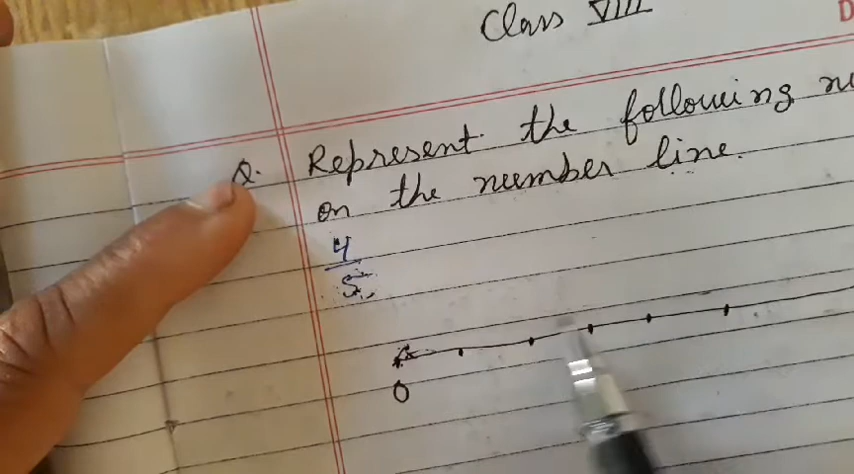 Class VIII
D
Q. Represent the following
on the number line.
4
5
0